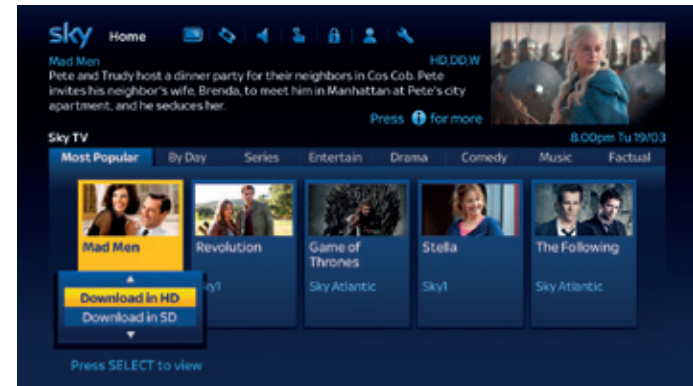 sky Home
Mad Men HD,DD,W
Pete and Trudy host a dinner party for their neighbors in Cos Cob. Pete
invites his neighbor's wife, Brenda, to meet him in Manhattan at Pete's city
apartment, and he seduces her.
Press i for more
Sky TV 8.00pm Tu 19/03
Most Popular By Day Series Entertain Drama Comedy Music Factual
Mad Men Revolution Game of Thrones Stella The Following
Sky1 Sky Atlantic Sky1 Sky Atlantic
Download in HD
Download in SD
Press SELECT to view